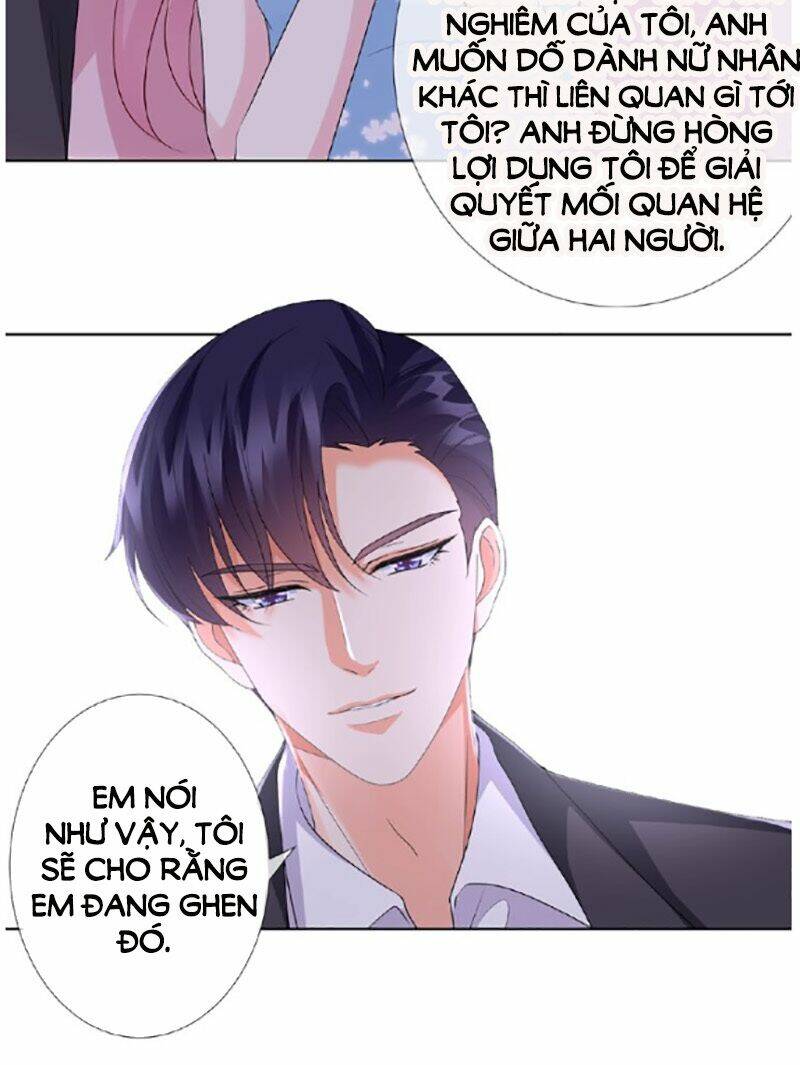 NGHIÊM CỦA TÔI, ANH
MUỐN DỖ DÀNH NỮ NHÂN
KHÁC THÌ LIÊN QUAN GÌ TỚI
TÔI? ANH ĐỪNG HÒNG
LỢI DỤNG TÔI ĐỂ GIẢI
QUYẾT MỐI QUAN HỆ
GIỮA HAI NGƯỜI.
EM NÓI
NHƯ VẬY, TÔI
SẼ CHO RẰNG
EM ĐANG GHEN
ĐÓ.